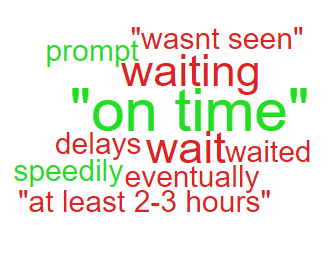 "wasnt seen"
prompt
waiting
"on time"
delays wait waited
speedily eventually
"at least 2-3 hours"